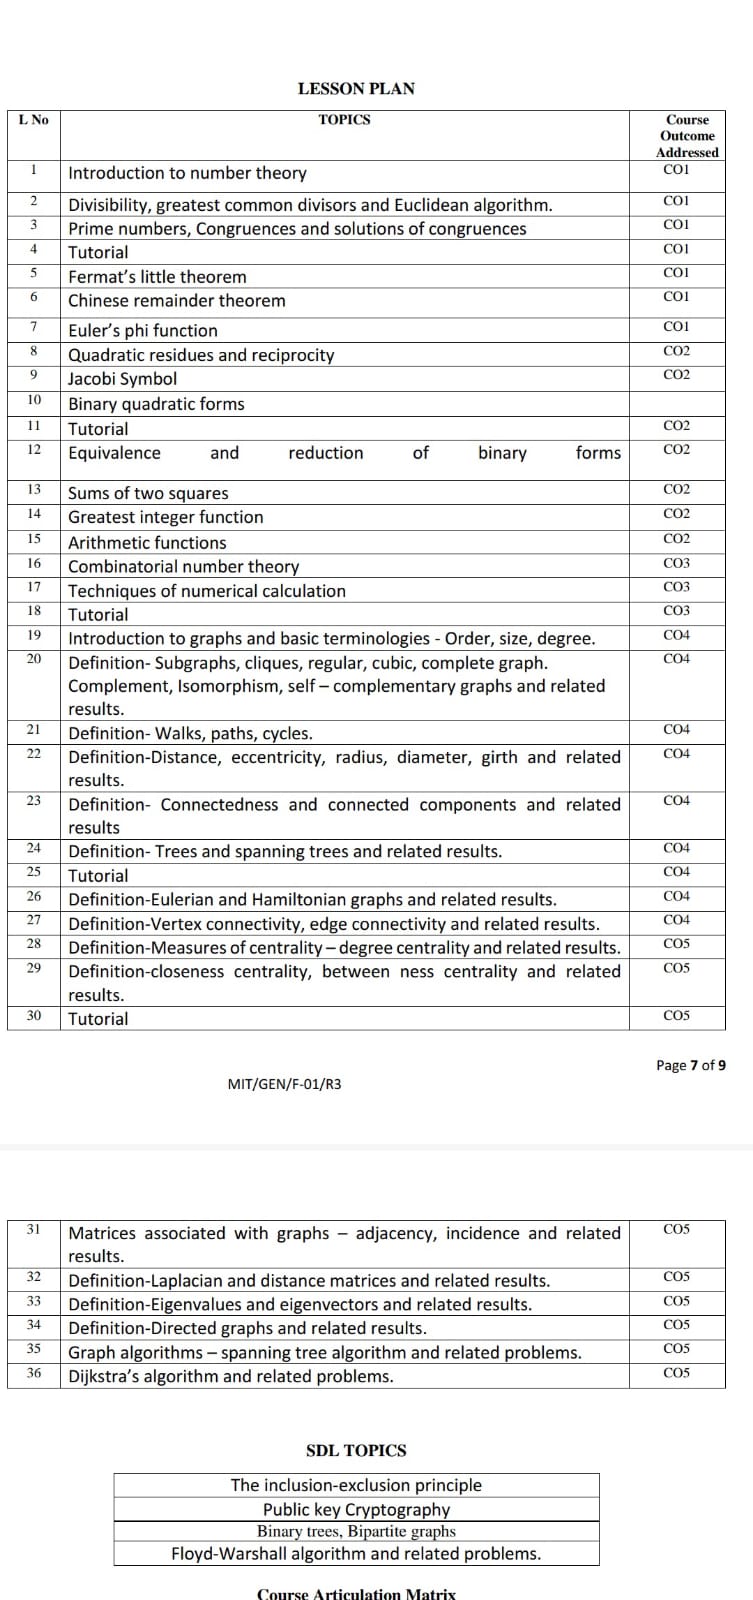 LESSON PLAN
L No TOPICS Course
Outcome
Addressed
1 Introduction to number theory CO1
2 Divisibility, greatest common divisors and Euclidean algorithm. CO1
3 Prime numbers, Congruences and solutions of congruences CO1
4 Tutorial CO1
5 Fermat's little theorem CO1
6 Chinese remainder theorem CO1
7 Euler's phi function CO1
8 Quadratic residues and reciprocity CO2
9 Jacobi Symbol CO2
10 Binary quadratic forms
11 Tutorial CO2
12 Equivalence and reduction of binary forms CO2
13 Sums of two squares CO2
14 Greatest integer function CO2
15 Arithmetic functions CO2
16 Combinatorial number theory CO3
17 Techniques of numerical calculation CO3
18 Tutorial CO3
19 Introduction to graphs and basic terminologies - Order, size, degree. CO4
20 Definition- Subgraphs, cliques, regular, cubic, complete graph. CO4
Complement, Isomorphism, self – complementary graphs and related
results.
21 Definition- Walks, paths, cycles. CO4
22 Definition-Distance, eccentricity, radius, diameter, girth and related CO4
results.
23 Definition- Connectedness and connected components and related CO4
results
24 Definition- Trees and spanning trees and related results. CO4
25 Tutorial CO4
26 Definition-Eulerian and Hamiltonian graphs and related results. CO4
27 Definition-Vertex connectivity, edge connectivity and related results. CO4
28 Definition-Measures of centrality – degree centrality and related results. CO5
29 Definition-closeness centrality, between ness centrality and related CO5
results.
30 Tutorial CO5
Page 7 of 9
MIT/GEN/F-01/R3
31 Matrices associated with graphs – adjacency, incidence and related CO5
results.
32 Definition-Laplacian and distance matrices and related results. CO5
33 Definition-Eigenvalues and eigenvectors and related results. CO5
34 Definition-Directed graphs and related results. CO5
35 Graph algorithms – spanning tree algorithm and related problems. CO5
36 Dijkstra's algorithm and related problems. CO5
SDL TOPICS
The inclusion-exclusion principle
Public key Cryptography
Binary trees, Bipartite graphs
Floyd-Warshall algorithm and related problems.
Course Articulation Matrix